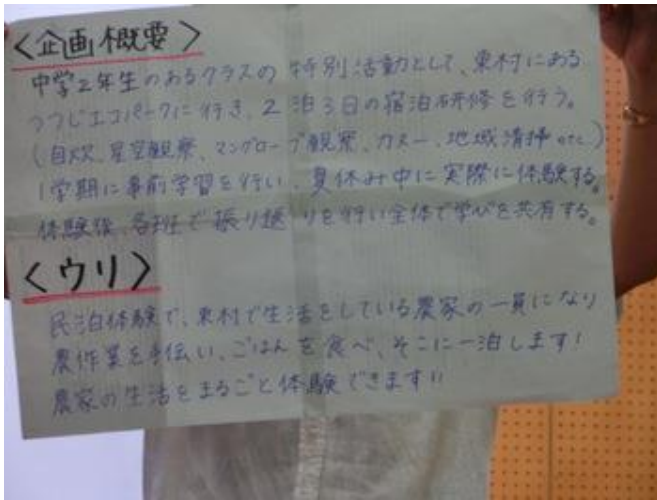 ＜企画概要＞
中学2年生のあるクラスの特別活動として、東村にある
つつじエコパークに行き、2泊3日の宿泊研修を行う。
(自炊、星空観察、マングローブ観察、カヌー、地域清掃etc.)
1学期に事前学習を行い、夏休み中に実際に体験する。
体験後、各班で振り返りを行い全体で学びを共有する。
＜ウリ＞
民泊体験で、東村で生活をしている農家の一員になり
農作業を手伝い、ごはんを食べ、そこに一泊します!
農家の生活をまるごと体験できます!!